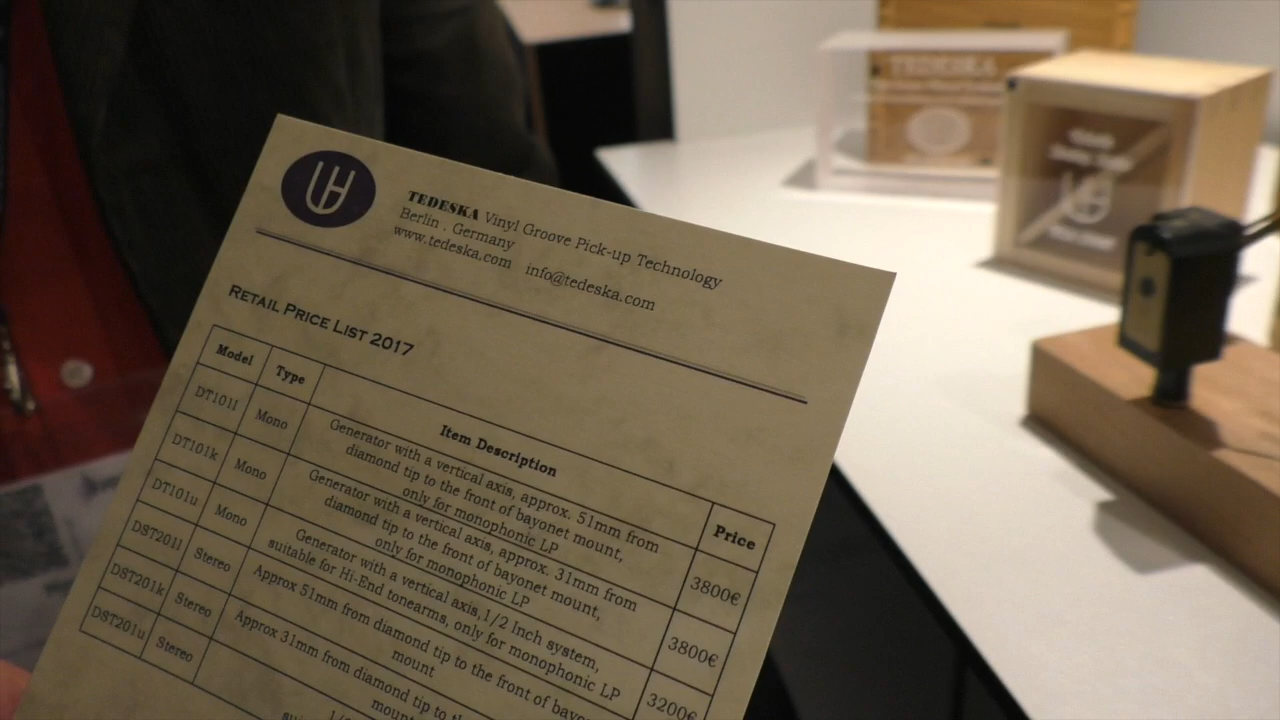 TEDESKA Vinyl Groove Pick-up Technology
Berlin . Germany
www.tedeska.com info@tedeska.com
RETAIL PRICE LIST 2017
Model Type Item Description Price
DT101l Mono Generator with a vertical axis, approx. 51mm from
diamond tip to the front of bayonet mount,
only for monophonic LP 3800€
DT101k Mono Generator with a vertical axis, approx. 31mm from
diamond tip to the front of bayonet mount,
only for monophonic LP 3800€
DT101u Mono Generator with a vertical axis,1/2 Inch system,
suitable for Hi-End tonearms, only for monophonic LP 3200€
DST201l Stereo Approx 51mm from diamond tip to the front of bayo
mount
DST201k Stereo Approx 31mm from diamond tip to the
moun
DST201u Stereo
TEDESKA